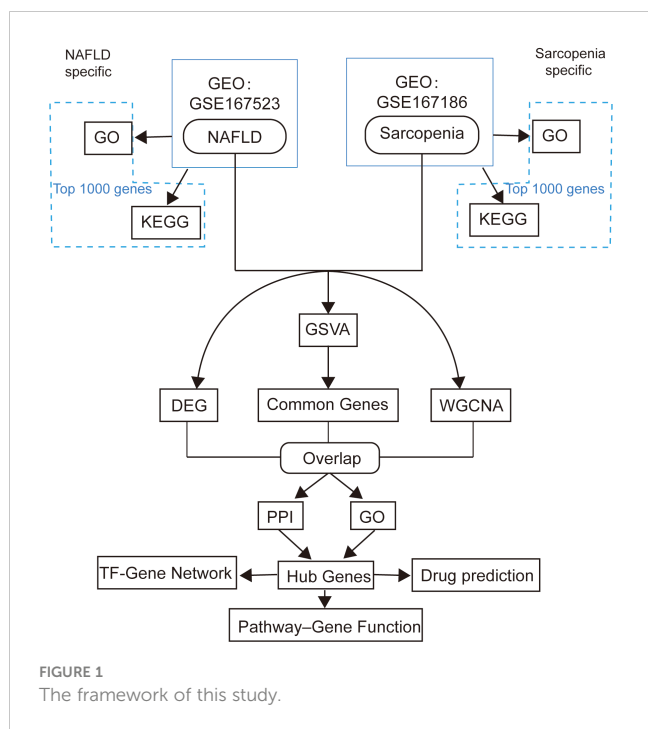 NAFLD
specific
Sarcopenia
specific
GEO:
GSE167523
NAFLD
GEO:
GSE167186
Sarcopenia
GO
GO
Top 1000 genes
Top 1000 genes
KEGG
KEGG
GSVA
DEG
Common Genes
WGCNA
Overlap
PPI
GO
TF-Gene Network
Hub Genes
Drug prediction
Pathway–Gene Function
FIGURE 1
The framework of this study.